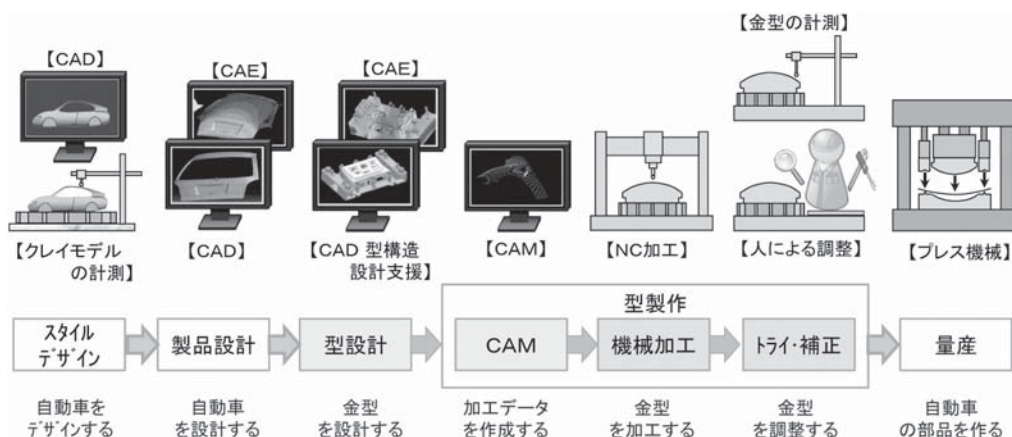 【金型の計測】
【CAD】
【CAE】
【CAE】
【クレイモデル
の計測】
【CAD】
【CAD 型構造
設計支援】
【CAM】
【NC加工】
【人による調整】
【プレス機械】
型製作
スタイル
デザイン
製品設計
型設計
CAM
機械加工
トライ・補正
量産
自動車を
デザインする
自動車
を設計する
金型
を設計する
加工データ
を作成する
金型
を加工する
金型
を調整する
自動車
の部品を作る